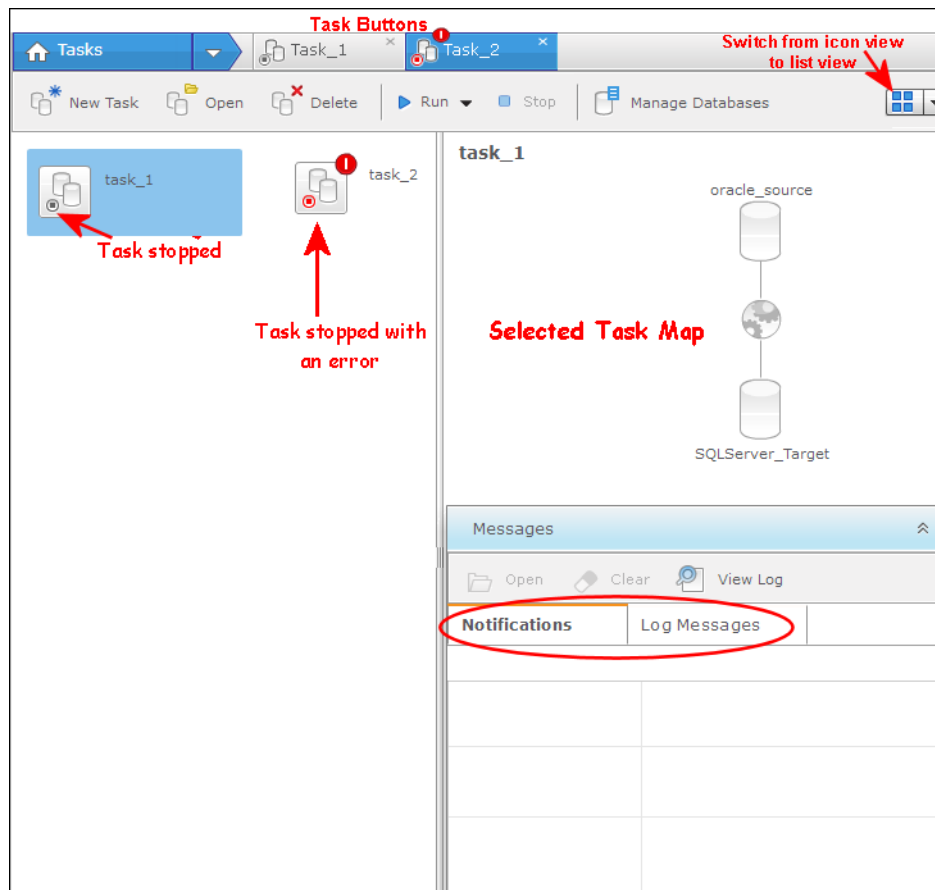 Task Buttons
Tasks
Task_1
Task_2
Switch from icon view
to list view
New Task
Open
Delete
Run
Stop
Manage Databases
task_1
task_2
Task stopped
Task stopped with
an error
task_1
oracle_source
Selected Task Map
SQLServer_Target
Messages
Open
Clear
View Log
Notifications
Log Messages